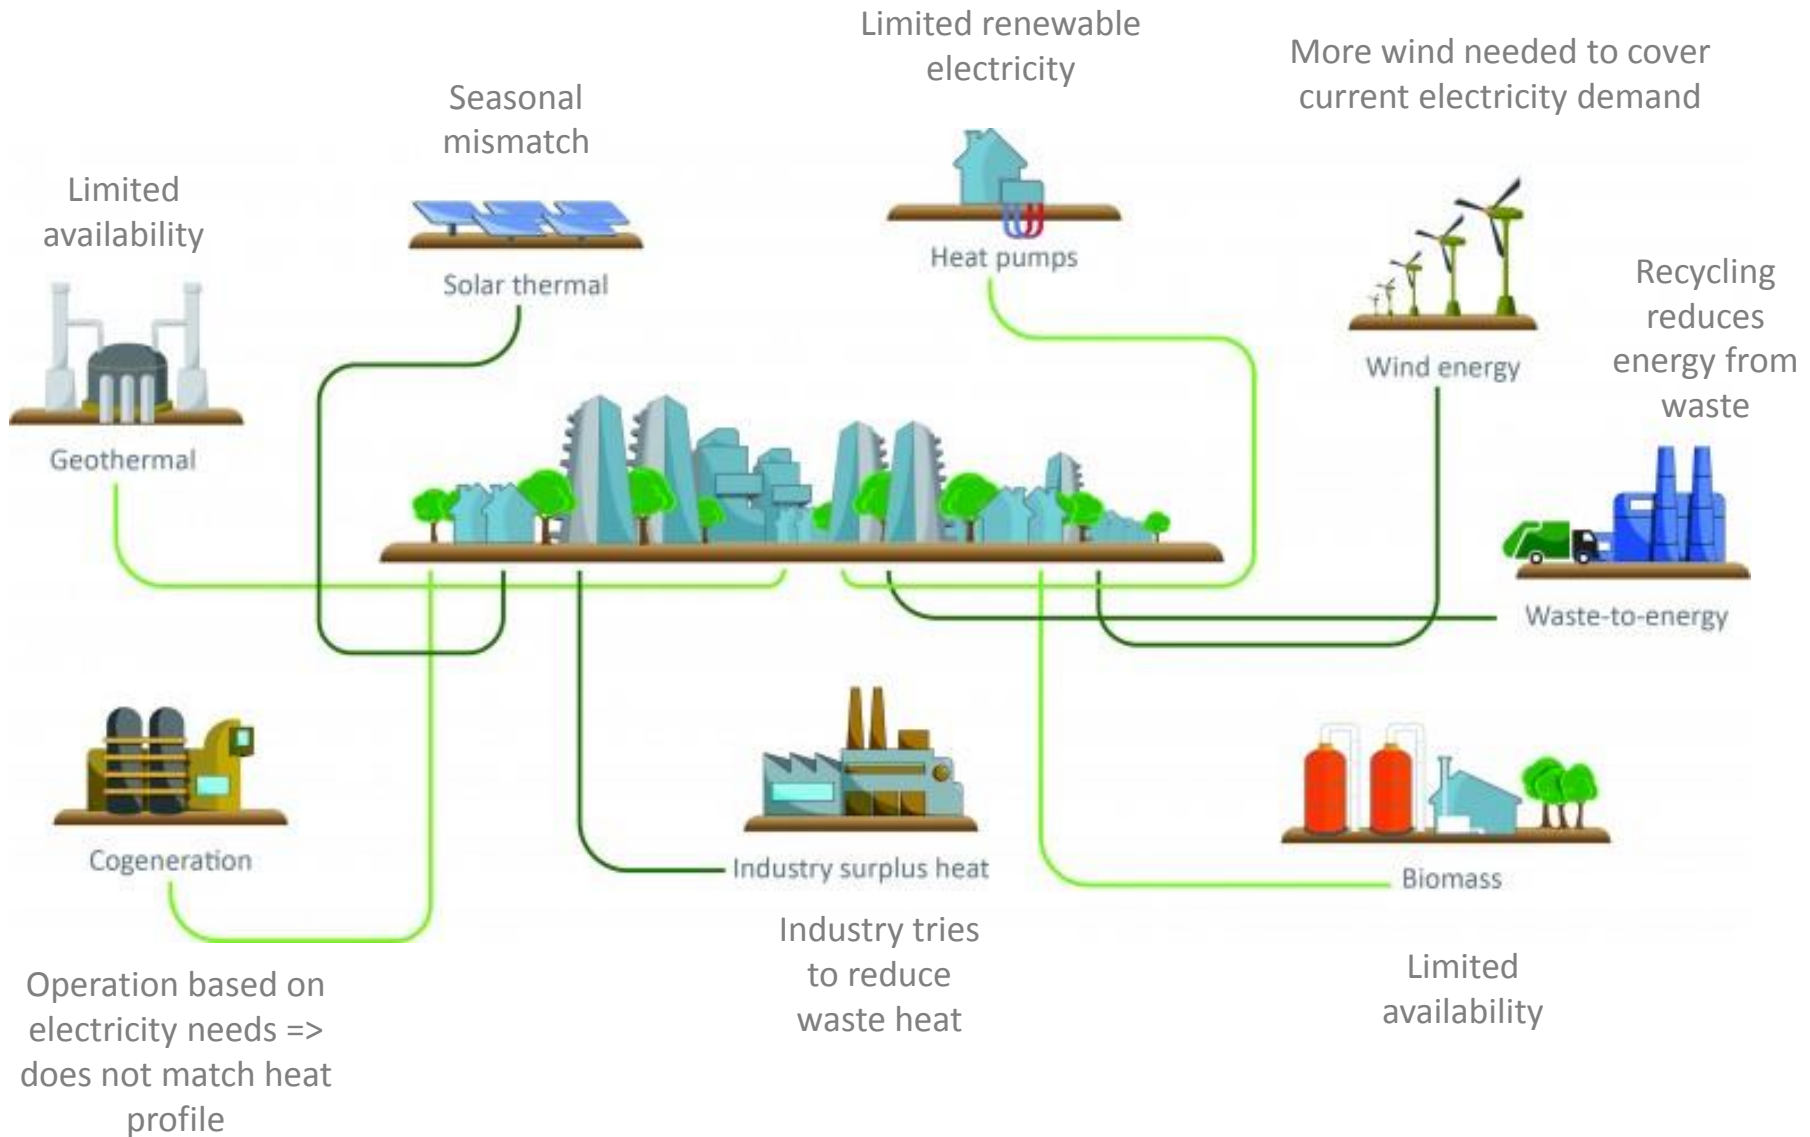 Limited renewable
electricity
More wind needed to cover
current electricity demand
Seasonal
mismatch
Limited
availability
Heat pumps
Solar thermal
Recycling
reduces
energy from
waste
Wind energy
Geothermal
Waste-to-energy
Cogeneration
Industry surplus heat
Biomass
Industry tries
to reduce
waste heat
Limited
availability
Operation based on
electricity needs =>
does not match heat
profile